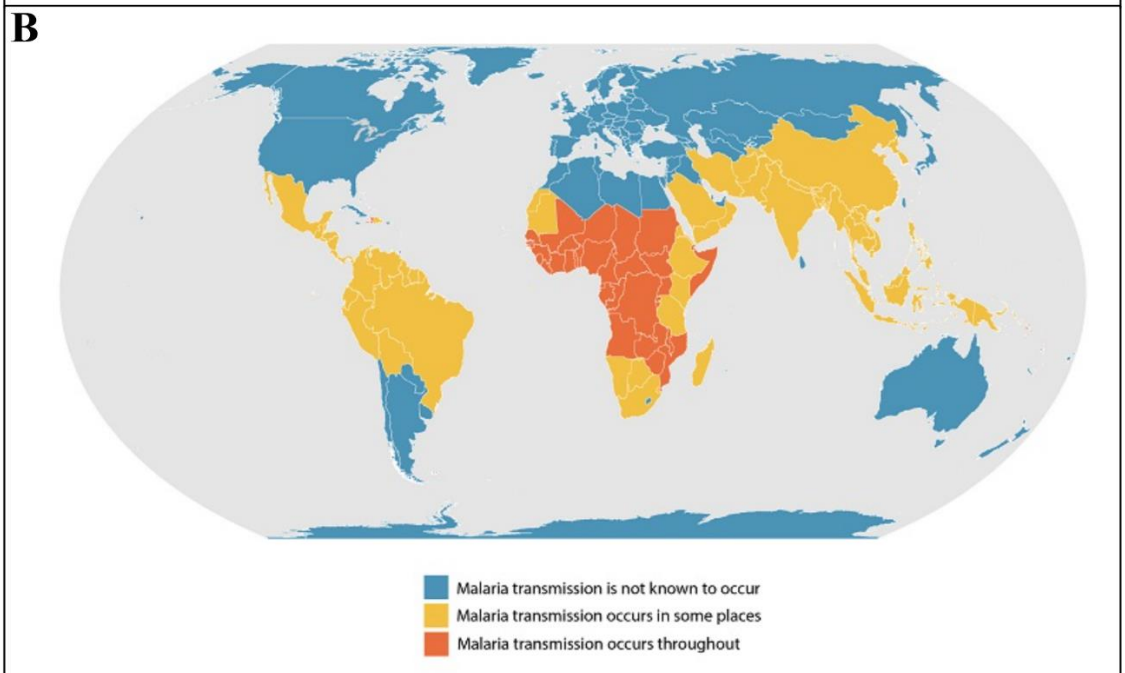 B
Malaria transmission is not known to occur
Malaria transmission occurs in some places
Malaria transmission occurs throughout